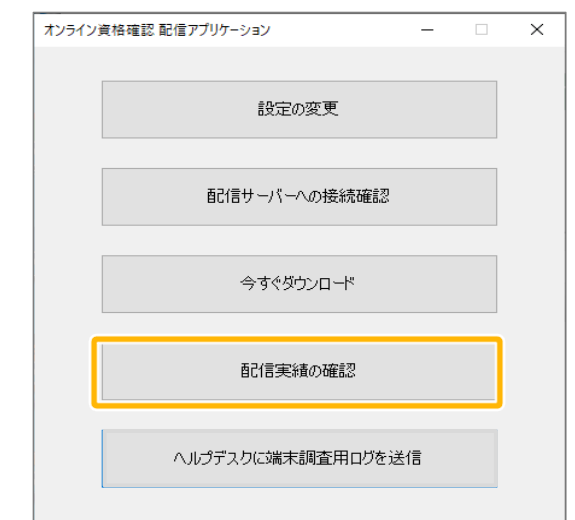 オンライン資格確認 配信アプリケーション
設定の変更
配信サーバーへの接続確認
今すぐダウンロード
配信実績の確認
ヘルプデスクに端末調査用ログを送信